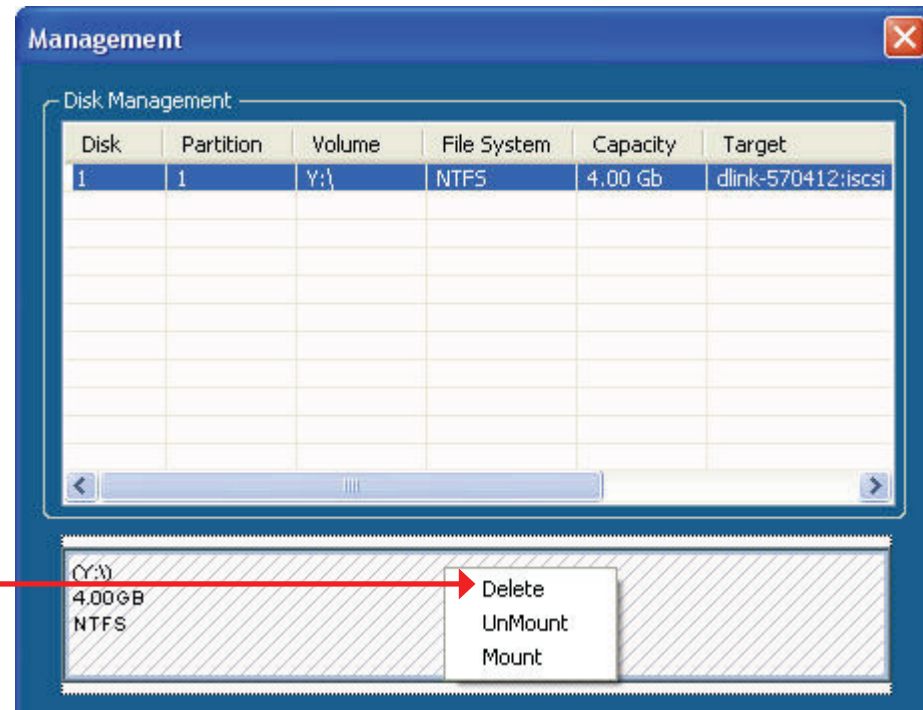 Management
Disk Management
Disk Partition Volume File System Capacity Target
1 1 Y:\ NTFS 4.00 Gb dlink-570412:iscsi
(Y:\)
4.00GB
NTFS
Delete
UnMount
Mount